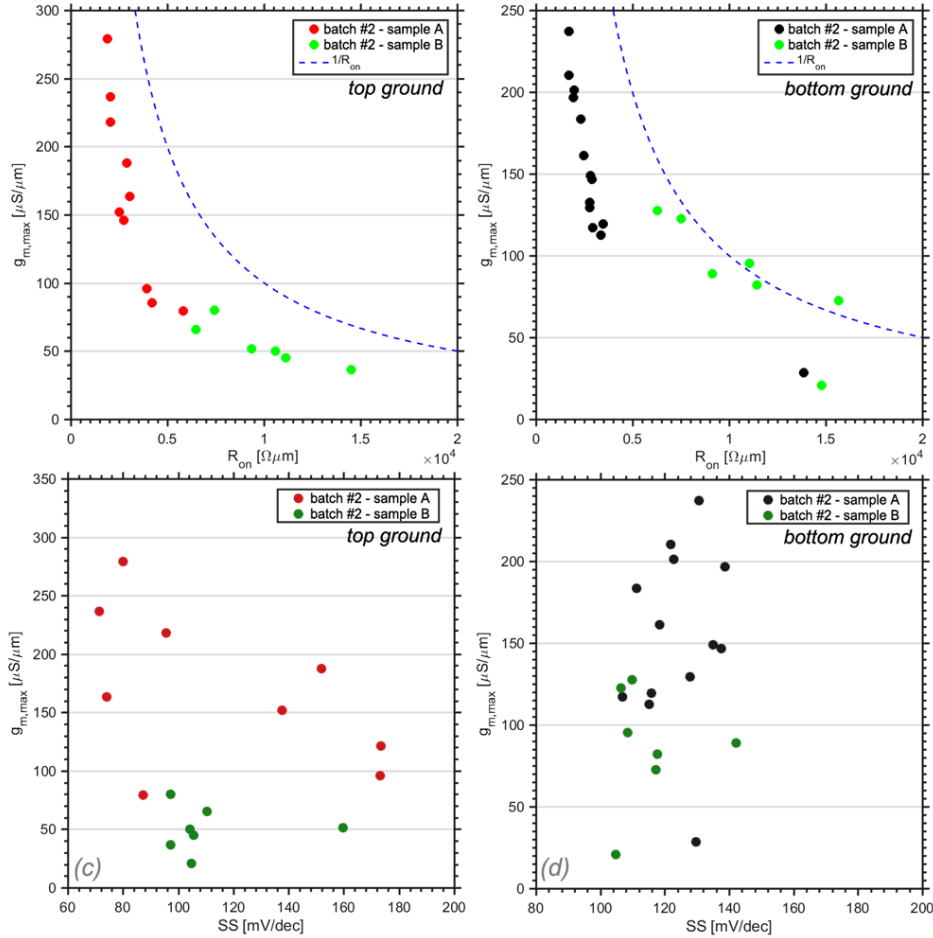 300
250
200
150
100
50
0
g_m,max [μS/μm]
batch #2 - sample A
batch #2 - sample B
1/R_on
top ground
0
0.5
1
1.5
2
×10^4
R_on [Ωμm]
250
200
150
100
50
0
g_m,max [μS/μm]
batch #2 - sample A
batch #2 - sample B
1/R_on
bottom ground
0
0.5
1
1.5
2
×10^4
R_on [Ωμm]
350
300
250
200
150
100
50
0
g_m,max [μS/μm]
batch #2 - sample A
batch #2 - sample B
top ground
(c)
60
80
100
120
140
160
180
200
SS [mV/dec]
250
200
150
100
50
0
g_m,max [μS/μm]
batch #2 - sample A
batch #2 - sample B
bottom ground
(d)
80
100
120
140
160
180
200
SS [mV/dec]